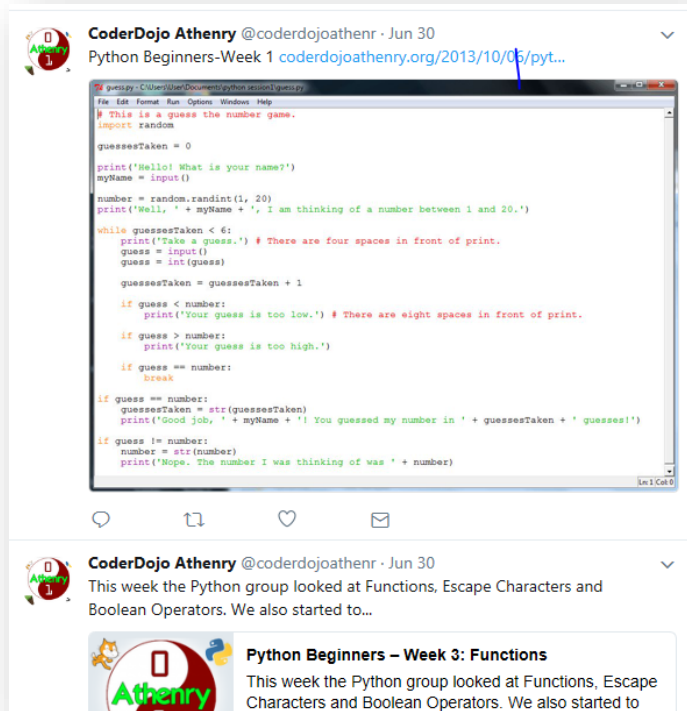 CoderDojo Athenry @coderdojoathenr · Jun 30
Python Beginners-Week 1 coderdojoathenry.org/2013/10/06/pyt...
guess.py - C:\Users\User\Documents\python session1\guess.py
File Edit Format Run Options Windows Help
# This is a guess the number game.
import random
guessesTaken = 0
print('Hello! What is your name?')
myName = input()
number = random.randint(1, 20)
print('Well, ' + myName + ', I am thinking of a number between 1 and 20.')
while guessesTaken < 6:
    print('Take a guess.') # There are four spaces in front of print.
    guess = input()
    guess = int(guess)
    guessesTaken = guessesTaken + 1
    if guess < number:
        print('Your guess is too low.') # There are eight spaces in front of print.
    if guess > number:
        print('Your guess is too high.')
    if guess == number:
        break
if guess == number:
    guessesTaken = str(guessesTaken)
    print('Good job, ' + myName + '! You guessed my number in ' + guessesTaken + ' guesses!')
if guess != number:
    number = str(number)
    print('Nope. The number I was thinking of was ' + number)
Ln: 1 Col: 0
CoderDojo Athenry @coderdojoathenr · Jun 30
This week the Python group looked at Functions, Escape Characters and
Boolean Operators. We also started to...
Athenry
Python Beginners – Week 3: Functions
This week the Python group looked at Functions, Escape
Characters and Boolean Operators. We also started to